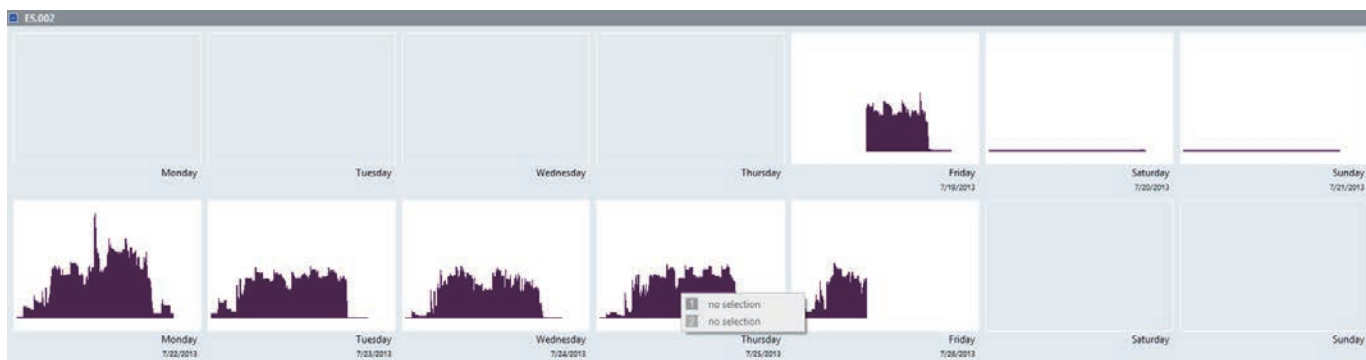 ES.002
Monday Tuesday Wednesday Thursday Friday Saturday Sunday
7/19/2013 7/20/2013 7/21/2013
1 no selection
2 no selection
Monday Tuesday Wednesday Thursday Friday Saturday Sunday
7/22/2013 7/23/2013 7/24/2013 7/25/2013 7/26/2013